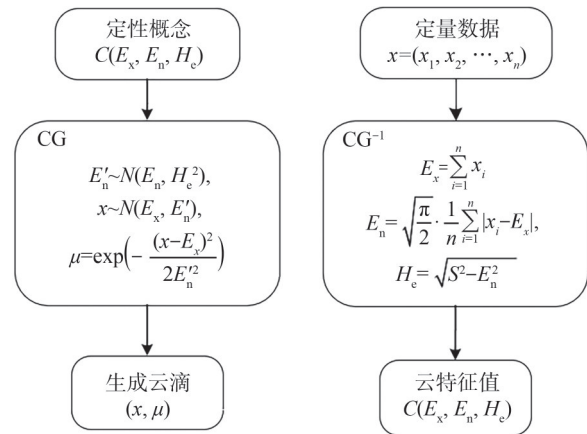 定性概念
C(Eₓ, Eₙ, Hₑ)
CG
E′ₙ~N(Eₙ, Hₑ²),
x~N(Eₓ, E′ₙ),
μ=exp(- (x-Eₓ)²/2E′ₙ²)
生成云滴
(x, μ)
定量数据
x=(x₁, x₂, ⋯, xₙ)
CG⁻¹
Eₓ=∑ᵢ₌₁ⁿ xᵢ
Eₙ=√(π/2)·1/n ∑ᵢ₌₁ⁿ|xᵢ-Eₓ|,
Hₑ=√(S²-Eₙ²)
云特征值
C(Eₓ, Eₙ, Hₑ)